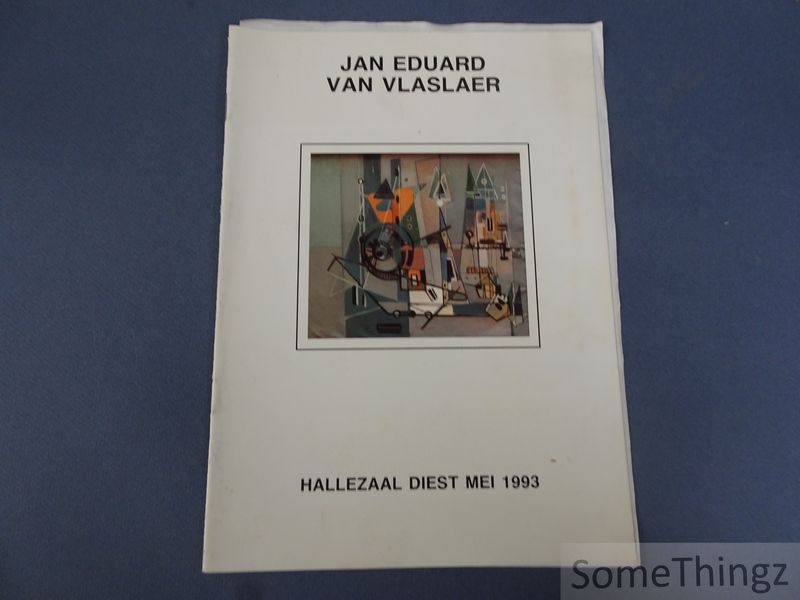 JAN EDUARD
VAN VLASLAER
HALLEZAAL DIEST MEI 1993
SomeThingz